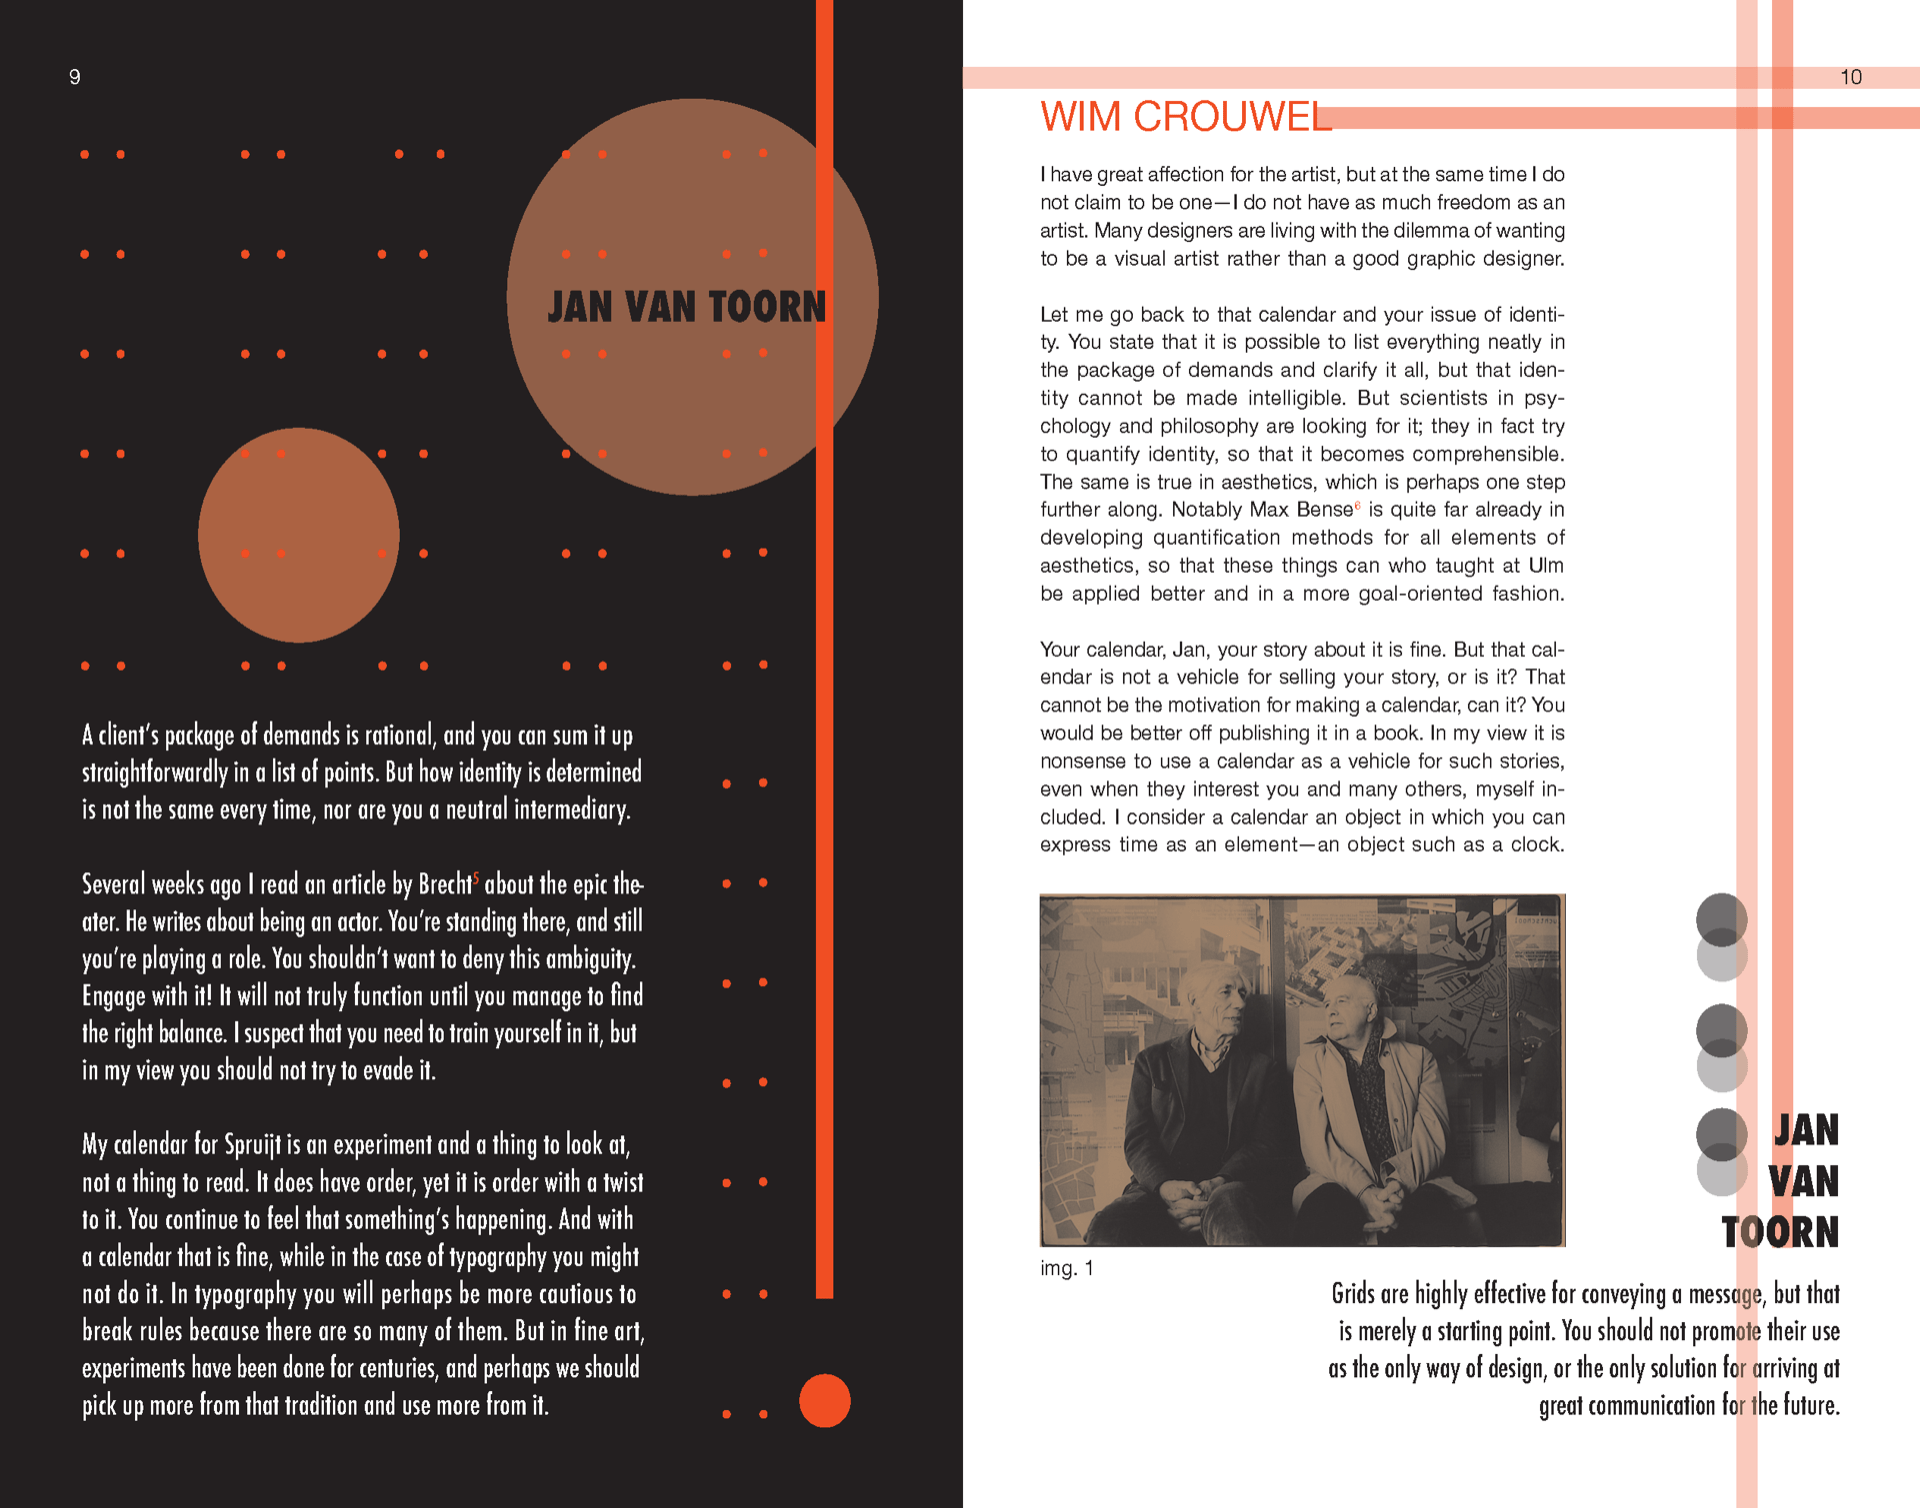 9
JAN VAN TOORN
A client's package of demands is rational, and you can sum it up
straightforwardly in a list of points. But how identity is determined
is not the same every time, nor are you a neutral intermediary.
Several weeks ago I read an article by Brecht5 about the epic the-
ater. He writes about being an actor. You're standing there, and still
you're playing a role. You shouldn't want to deny this ambiguity.
Engage with it! It will not truly function until you manage to find
the right balance. I suspect that you need to train yourself in it, but
in my view you should not try to evade it.
My calendar for Spruijt is an experiment and a thing to look at,
not a thing to read. It does have order, yet it is order with a twist
to it. You continue to feel that something's happening. And with
a calendar that is fine, while in the case of typography you might
not do it. In typography you will perhaps be more cautious to
break rules because there are so many of them. But in fine art,
experiments have been done for centuries, and perhaps we should
pick up more from that tradition and use more from it.
10
WIM CROUWEL
I have great affection for the artist, but at the same time I do
not claim to be one—I do not have as much freedom as an
artist. Many designers are living with the dilemma of wanting
to be a visual artist rather than a good graphic designer.
Let me go back to that calendar and your issue of identi-
ty. You state that it is possible to list everything neatly in
the package of demands and clarify it all, but that iden-
tity cannot be made intelligible. But scientists in psy-
chology and philosophy are looking for it; they in fact try
to quantify identity, so that it becomes comprehensible.
The same is true in aesthetics, which is perhaps one step
further along. Notably Max Bense6 is quite far already in
developing quantification methods for all elements of
aesthetics, so that these things can who taught at Ulm
be applied better and in a more goal-oriented fashion.
Your calendar, Jan, your story about it is fine. But that cal-
endar is not a vehicle for selling your story, or is it? That
cannot be the motivation for making a calendar, can it? You
would be better off publishing it in a book. In my view it is
nonsense to use a calendar as a vehicle for such stories,
even when they interest you and many others, myself in-
cluded. I consider a calendar an object in which you can
express time as an element—an object such as a clock.
img. 1
JAN
VAN
TOORN
Grids are highly effective for conveying a message, but that
is merely a starting point. You should not promote their use
as the only way of design, or the only solution for arriving at
great communication for the future.